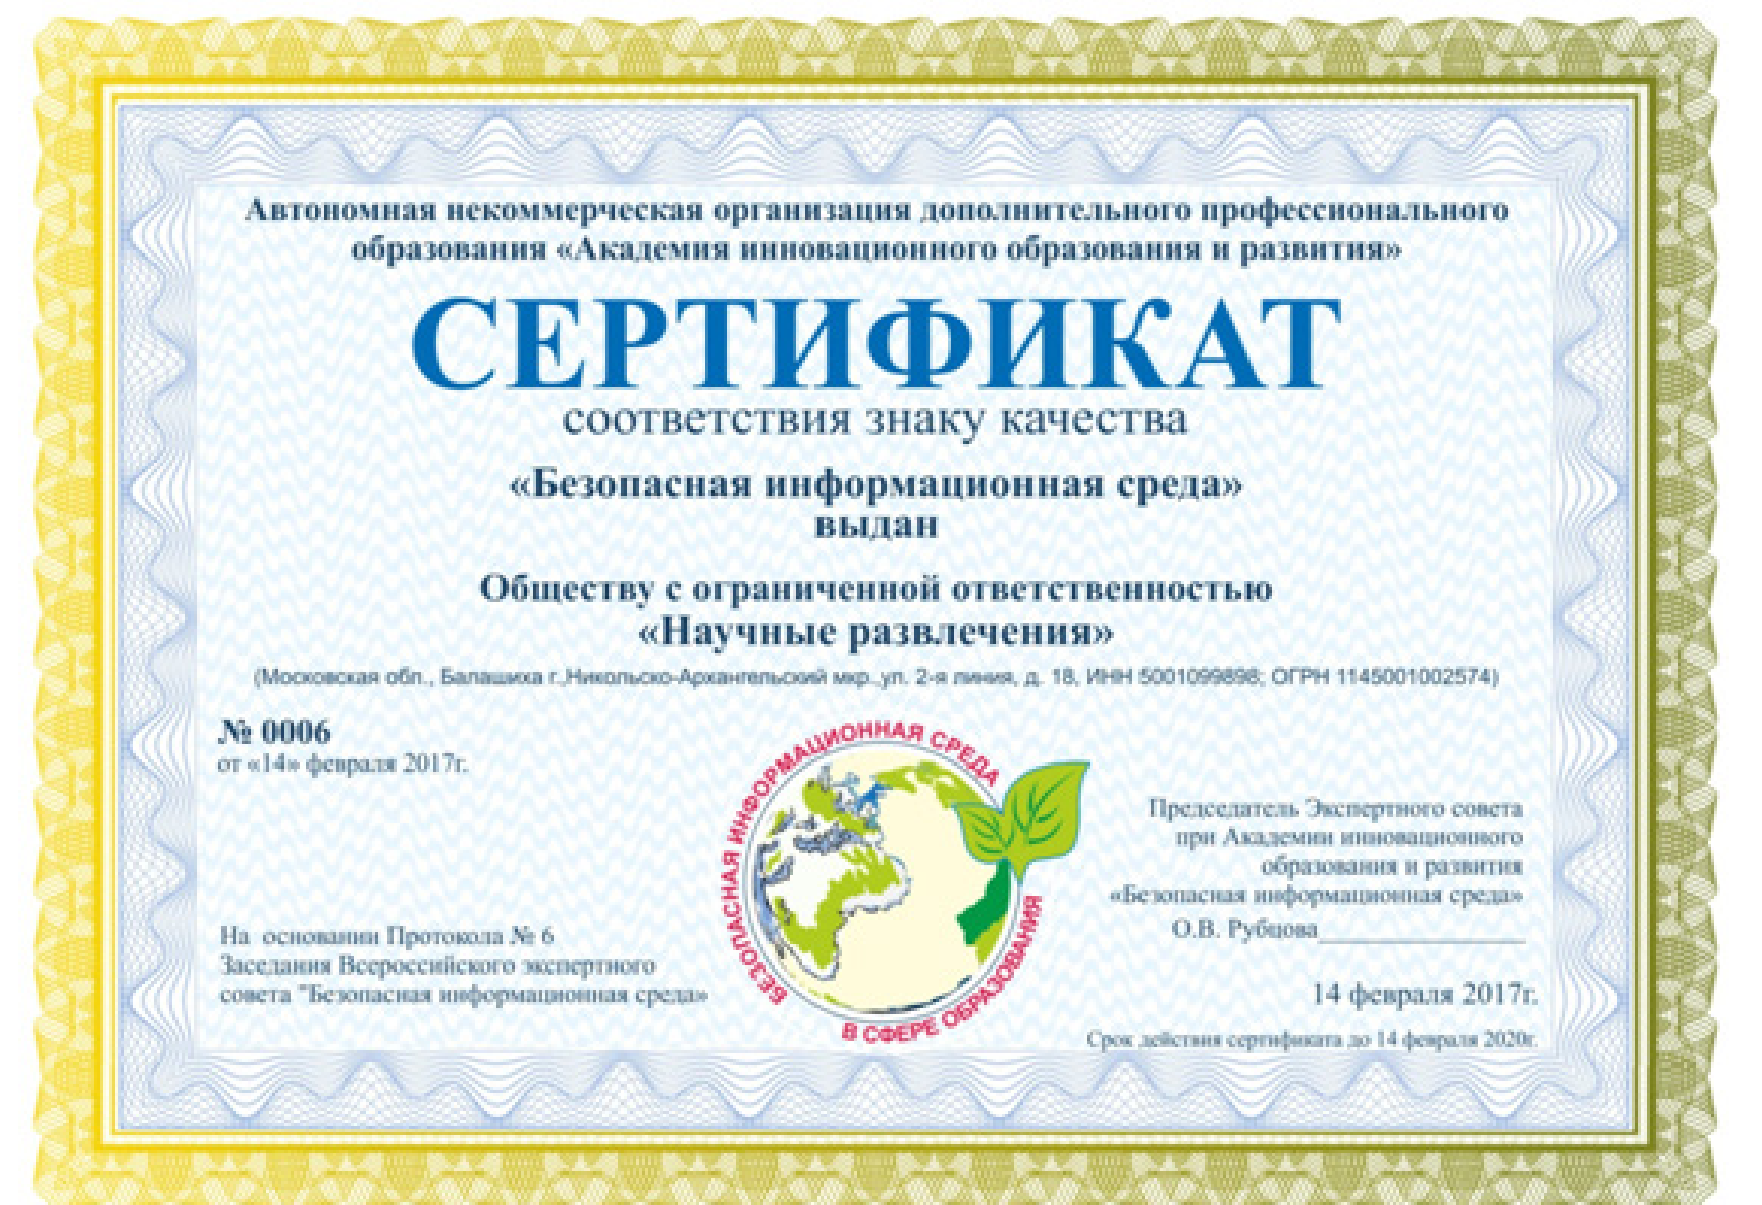 Автономная некоммерческая организация дополнительного профессионального
образования «Академия инновационного образования и развития»
СЕРТИФИКАТ
соответствия знаку качества
«Безопасная информационная среда»
выдан
Обществу с ограниченной ответственностью
«Научные развлечения»
(Московская обл., Балашиха г.,Никольско-Архангельский мкр.,ул. 2-я линия, д. 18, ИНН 5001099898; ОГРН 1145001002574)
№ 0006
от «14» февраля 2017г.
БЕЗОПАСНАЯ ИНФОРМАЦИОННАЯ СРЕДА
В СФЕРЕ ОБРАЗОВАНИЯ
На основании Протокола № 6
Заседания Всероссийского экспертного
совета "Безопасная информационная среда»
Председатель Экспертного совета
при Академии инновационного
образования и развития
«Безопасная информационная среда»
О.В. Рубцова
14 февраля 2017г.
Срок действия сертификата до 14 февраля 2020г.